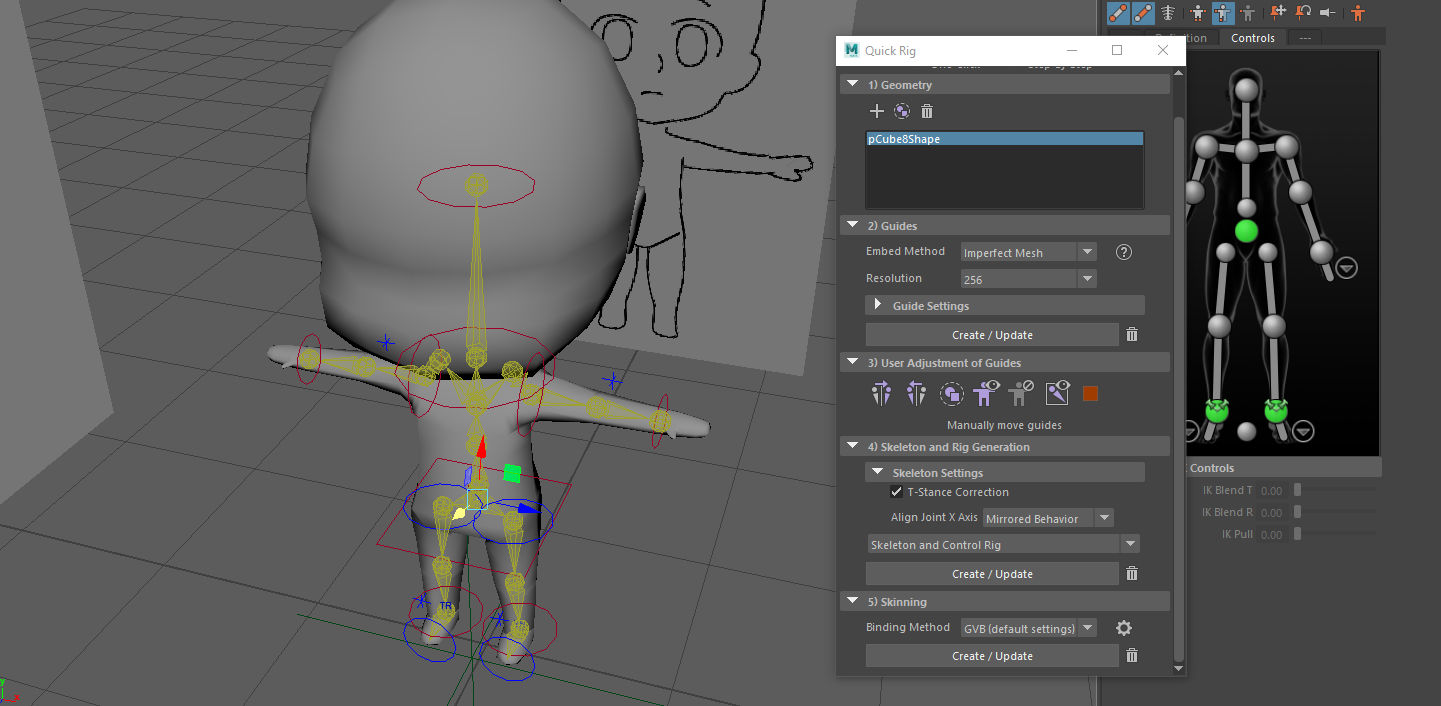 Quick Rig
1) Geometry
pCube8Shape
2) Guides
Embed Method Imperfect Mesh
Resolution 256
Guide Settings
Create / Update
3) User Adjustment of Guides
Manually move guides
4) Skeleton and Rig Generation
Skeleton Settings
T-Stance Correction
Align Joint X Axis Mirrored Behavior
Skeleton and Control Rig
Create / Update
5) Skinning
Binding Method GVB (default settings)
Create / Update
Controls ---
Controls
IK Blend T 0.00
IK Blend R 0.00
IK Pull 0.00
TR
y
x